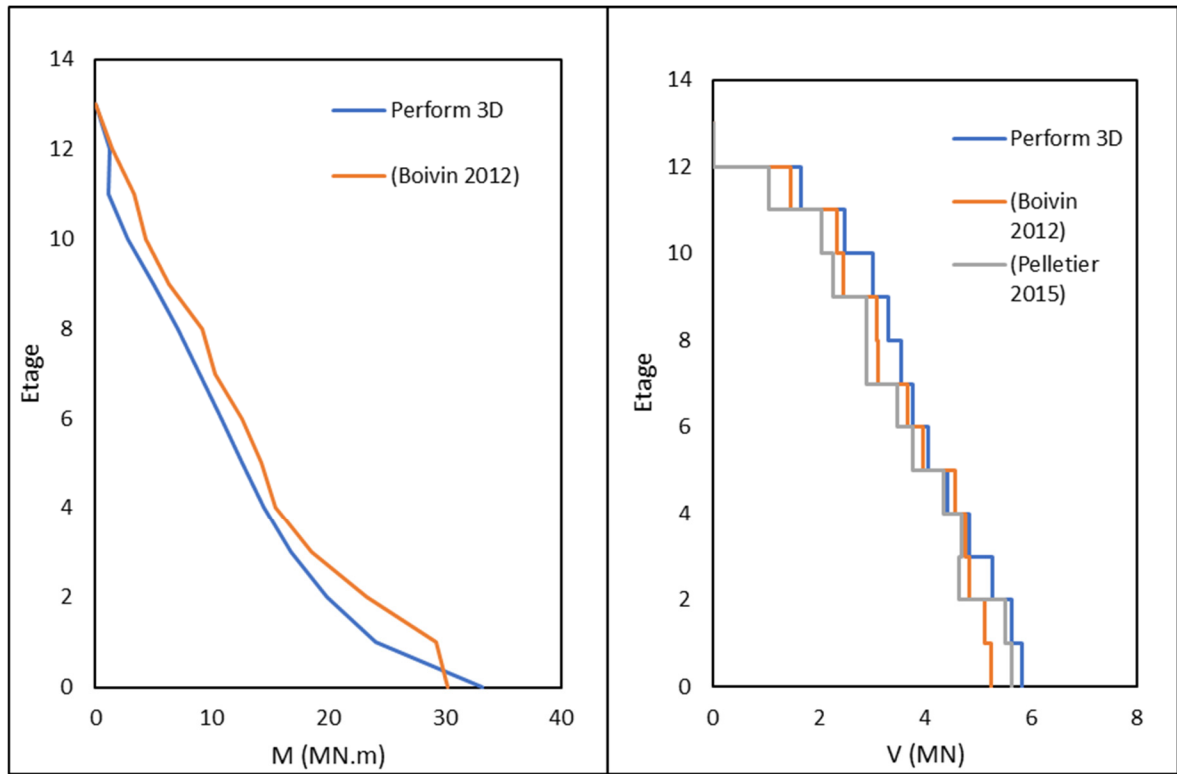 14
12
10
8
6
4
2
0
Etage
0 10 20 30 40
M (MN.m)
Perform 3D
(Boivin 2012)
14
12
10
8
6
4
2
0
Etage
0 2 4 6 8
V (MN)
Perform 3D
(Boivin
2012)
(Pelletier
2015)